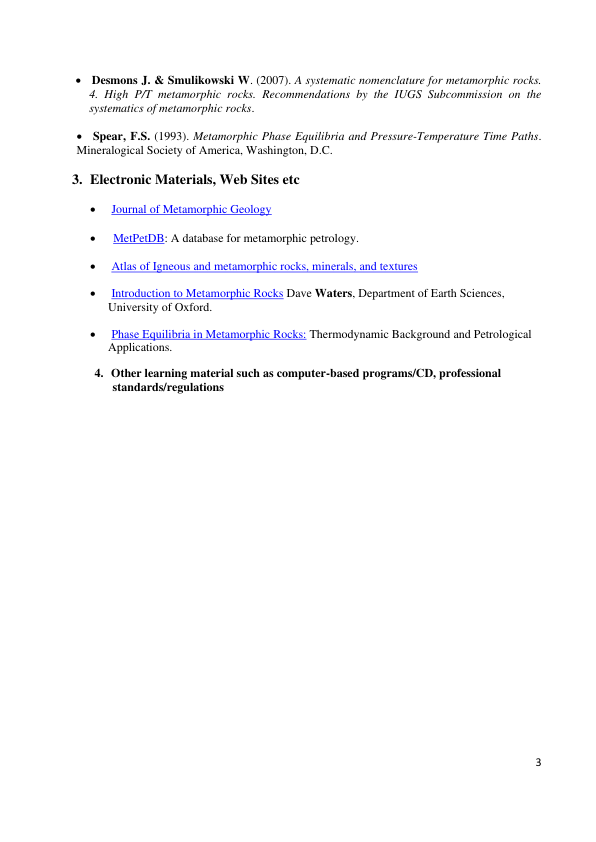 • Desmons J. & Smulikowski W. (2007). A systematic nomenclature for metamorphic rocks.
4. High P/T metamorphic rocks. Recommendations by the IUGS Subcommission on the
systematics of metamorphic rocks.
• Spear, F.S. (1993). Metamorphic Phase Equilibria and Pressure-Temperature Time Paths.
Mineralogical Society of America, Washington, D.C.
3. Electronic Materials, Web Sites etc
• Journal of Metamorphic Geology
• MetPetDB: A database for metamorphic petrology.
• Atlas of Igneous and metamorphic rocks, minerals, and textures
• Introduction to Metamorphic Rocks Dave Waters, Department of Earth Sciences,
University of Oxford.
• Phase Equilibria in Metamorphic Rocks: Thermodynamic Background and Petrological
Applications.
4. Other learning material such as computer-based programs/CD, professional
standards/regulations
3